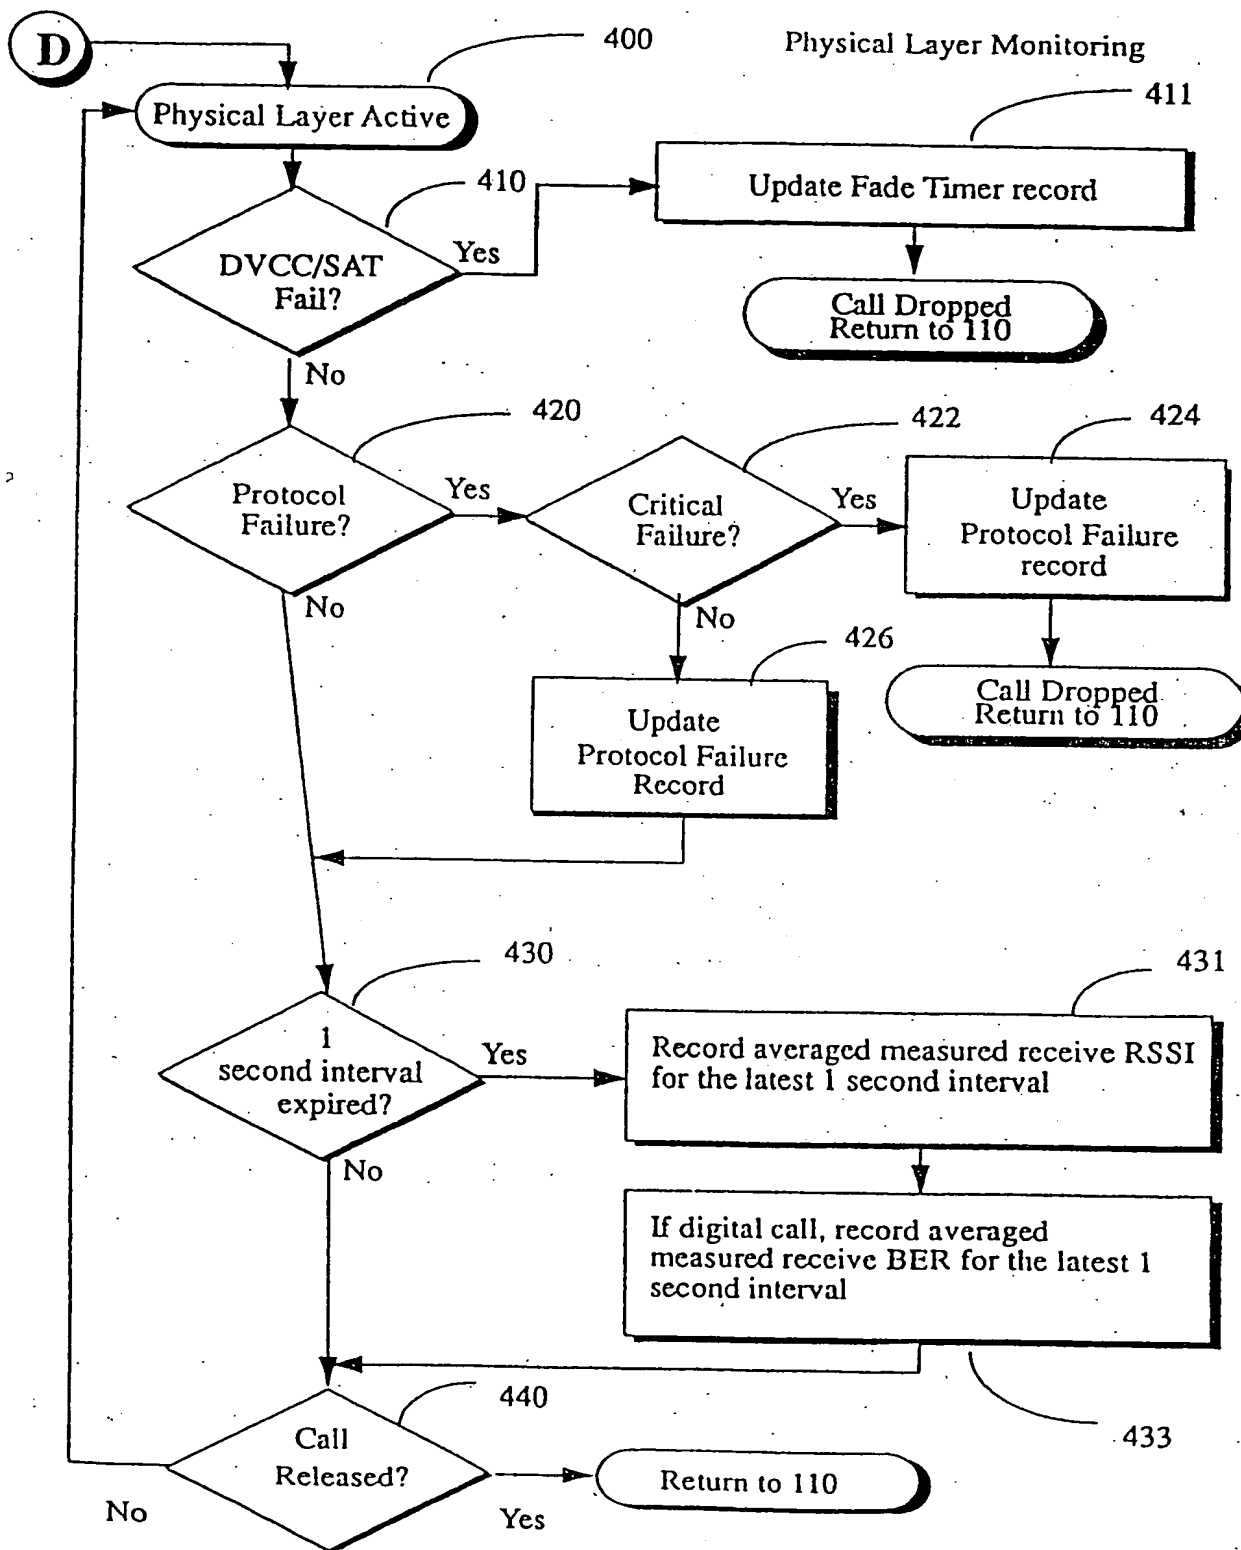 D
400
Physical Layer Monitoring
Physical Layer Active
411
410
Update Fade Timer record
DVCC/SAT
Fail?
Yes
Call Dropped
Return to 110
No
420
422
424
Protocol
Failure?
Yes
Critical
Failure?
Yes
Update
Protocol Failure
record
No
No
426
Update
Protocol Failure
Record
Call Dropped
Return to 110
430
431
1
second interval
expired?
Yes
Record averaged measured receive RSSI
for the latest 1 second interval
No
If digital call, record averaged
measured receive BER for the latest 1
second interval
440
433
Call
Released?
Return to 110
No
Yes